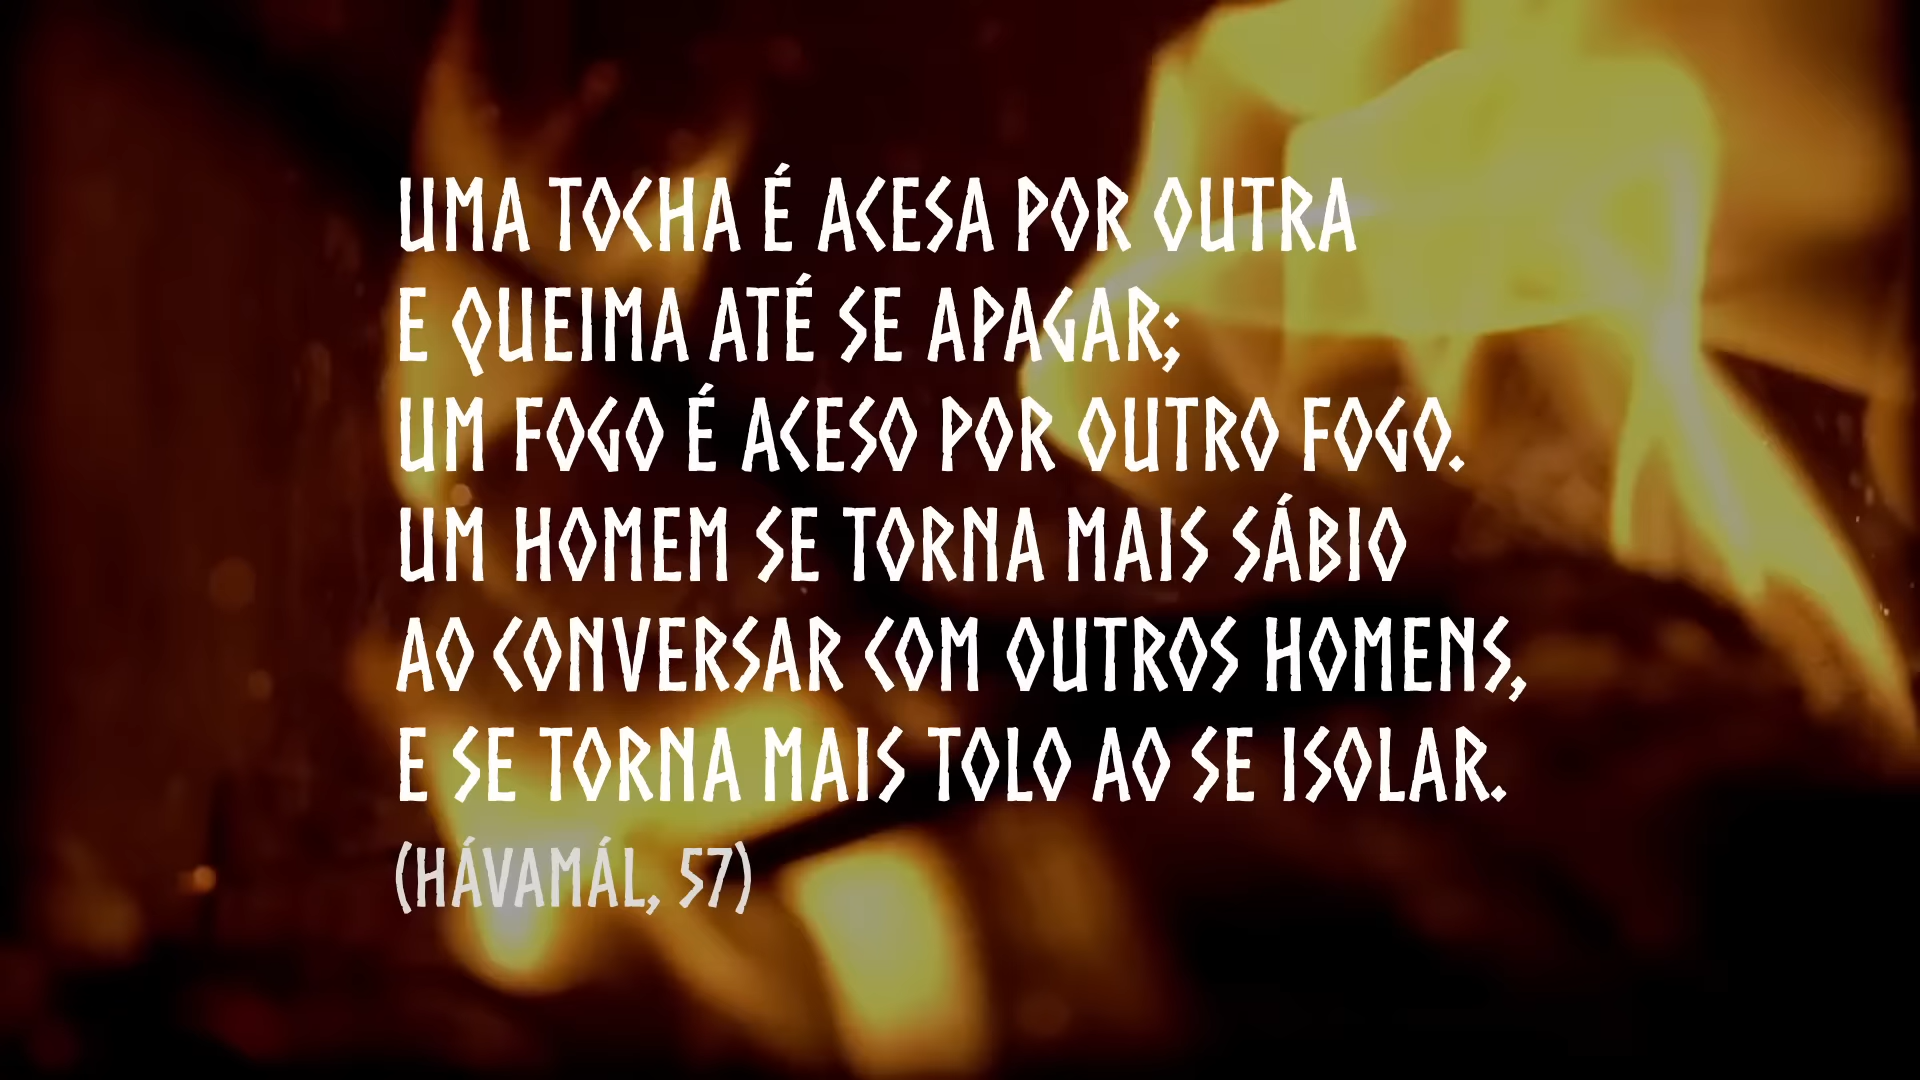 UMA TOCHA É ACESA POR OUTRA
E QUEIMA ATÉ SE APAGAR;
UM FOGO É ACESO POR OUTRO FOGO.
UM HOMEM SE TORNA MAIS SÁBIO
AO CONVERSAR COM OUTROS HOMENS,
E SE TORNA MAIS TOLO AO SE ISOLAR.
(HÁVAMÁL, 57)